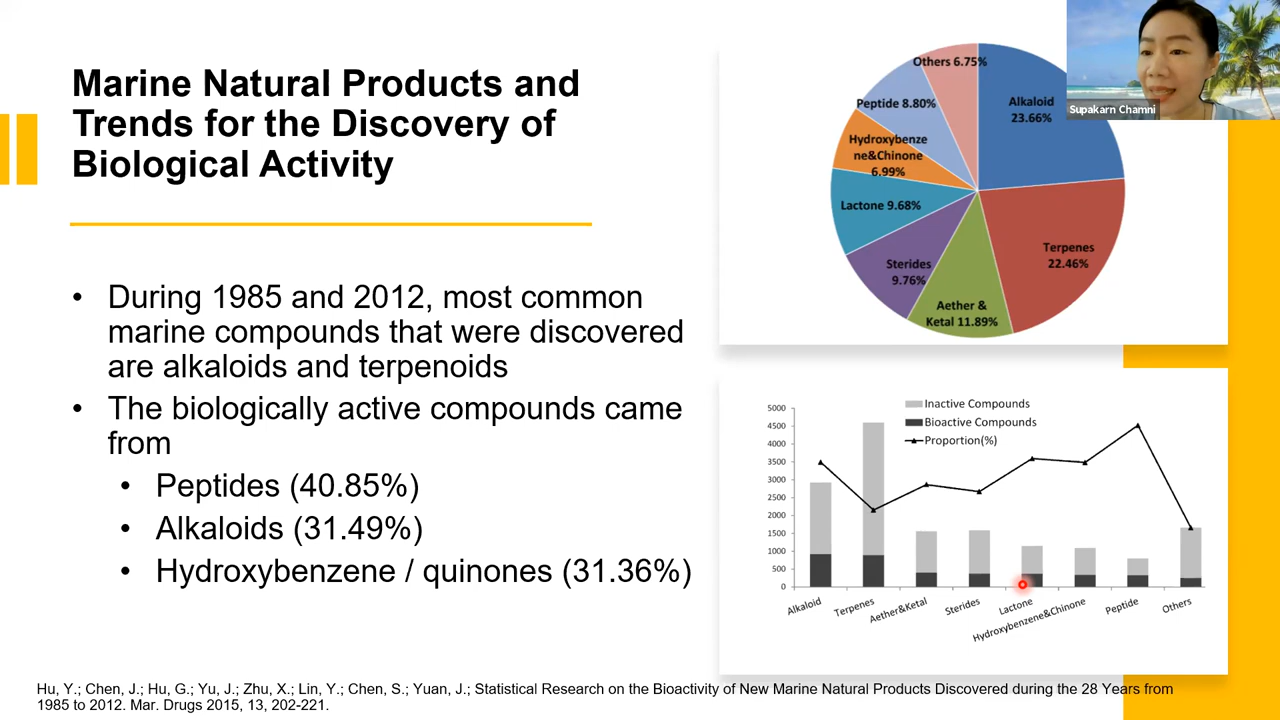 Marine Natural Products and
Trends for the Discovery of
Biological Activity
• During 1985 and 2012, most common
marine compounds that were discovered
are alkaloids and terpenoids
• The biologically active compounds came
from
• Peptides (40.85%)
• Alkaloids (31.49%)
• Hydroxybenzene / quinones (31.36%)
Others 6.75%
Alkaloid
23.66%
Peptide 8.80%
Hydroxybenze
ne&Chinone
6.99%
Lactone 9.68%
Terpenes
22.46%
Sterides
9.76%
Aether &
Ketal 11.89%
Supakarn Chamni
Inactive Compounds
Bioactive Compounds
Proportion(%)
5000
4500
4000
3500
3000
2500
2000
1500
1000
500
0
Alkaloid
Terpenes
Aether&Ketal
Sterides
Lactone
Hydroxybenzene&Chinone
Peptide
Others
Hu, Y.; Chen, J.; Hu, G.; Yu, J.; Zhu, X.; Lin, Y.; Chen, S.; Yuan, J.; Statistical Research on the Bioactivity of New Marine Natural Products Discovered during the 28 Years from
1985 to 2012. Mar. Drugs 2015, 13, 202-221.